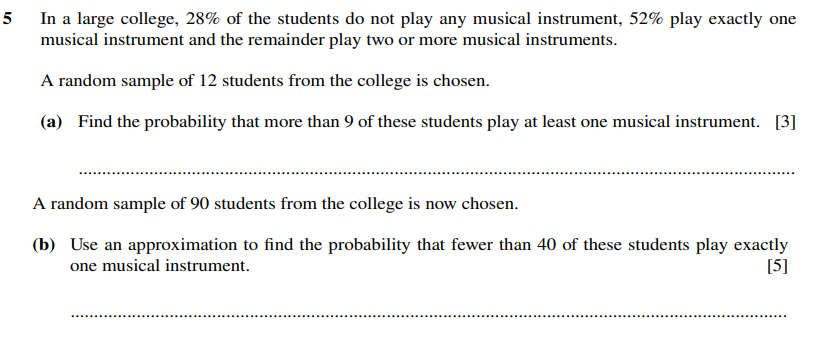 5 In a large college, 28% of the students do not play any musical instrument, 52% play exactly one
musical instrument and the remainder play two or more musical instruments.
A random sample of 12 students from the college is chosen.
(a) Find the probability that more than 9 of these students play at least one musical instrument. [3]
A random sample of 90 students from the college is now chosen.
(b) Use an approximation to find the probability that fewer than 40 of these students play exactly
one musical instrument. [5]